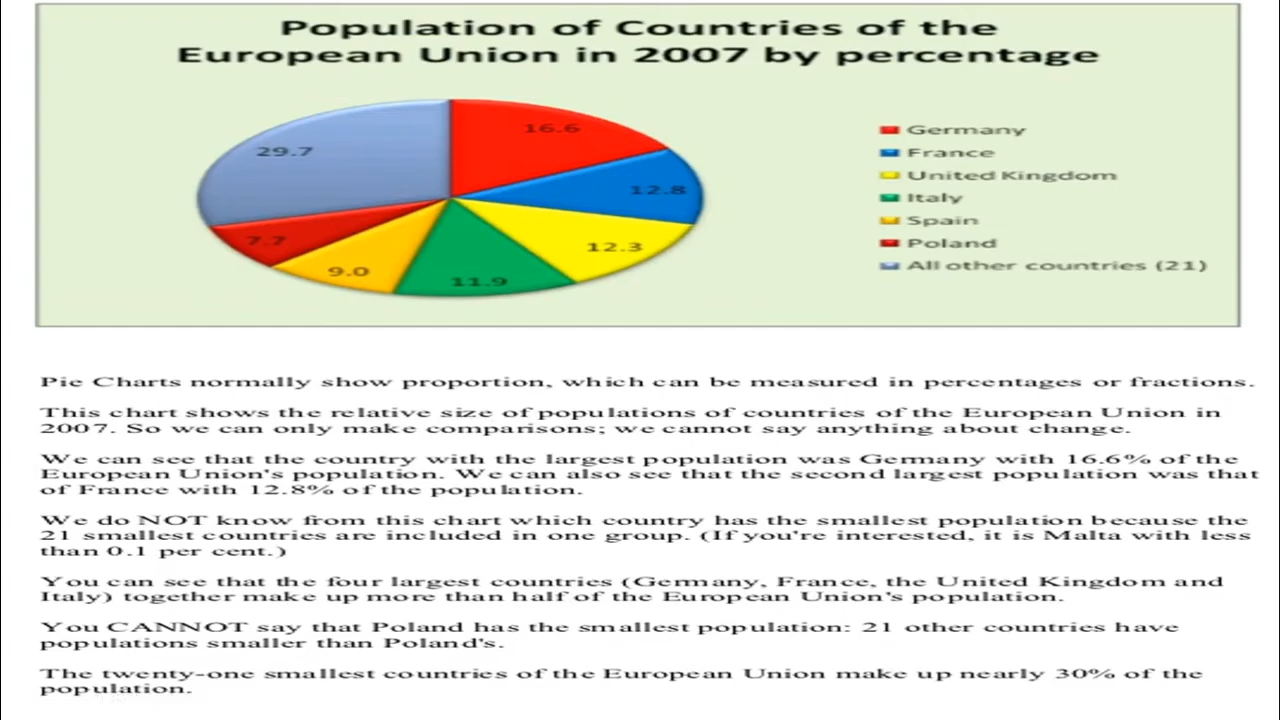 Population of Countries of the
European Union in 2007 by percentage
16.6
29.7
12.8
7.7
12.3
9.0
11.9
Germany
France
United Kingdom
Italy
Spain
Poland
All other countries (21)
Pie Charts normally show proportion, which can be measured in percentages or fractions.
This chart shows the relative size of populations of countries of the European Union in
2007. So we can only make comparisons; we cannot say anything about change.
We can see that the country with the largest population was Germany with 16.6% of the
European Union's population. We can also see that the second largest population was that
of France with 12.8% of the population.
We do NOT know from this chart which country has the smallest population because the
21 smallest countries are included in one group. (If you're interested, it is Malta with less
than 0.1 per cent.)
You can see that the four largest countries (Germany, France, the United Kingdom and
Italy) together make up more than half of the European Union's population.
You CANNOT say that Poland has the smallest population: 21 other countries have
populations smaller than Poland's.
The twenty-one smallest countries of the European Union make up nearly 30% of the
population.